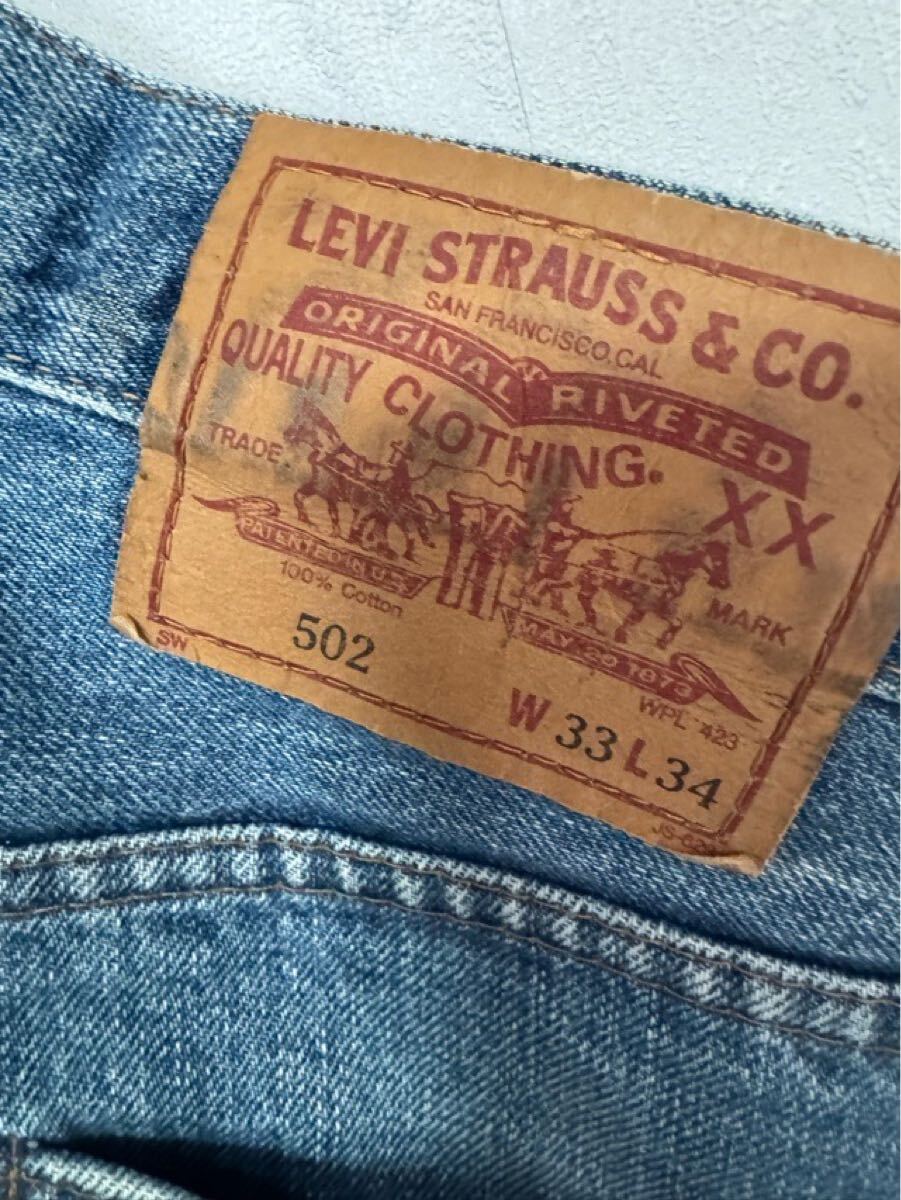 LEVI STRAUSS & CO.
SAN FRANCISCO, CAL
ORIGINAL RIVETED
QUALITY CLOTHING.
XX
TRADE MARK
PATENTED IN U.S.
MAY 20 1873
100% Cotton
WPL 423
502
W 33 L 34
SW